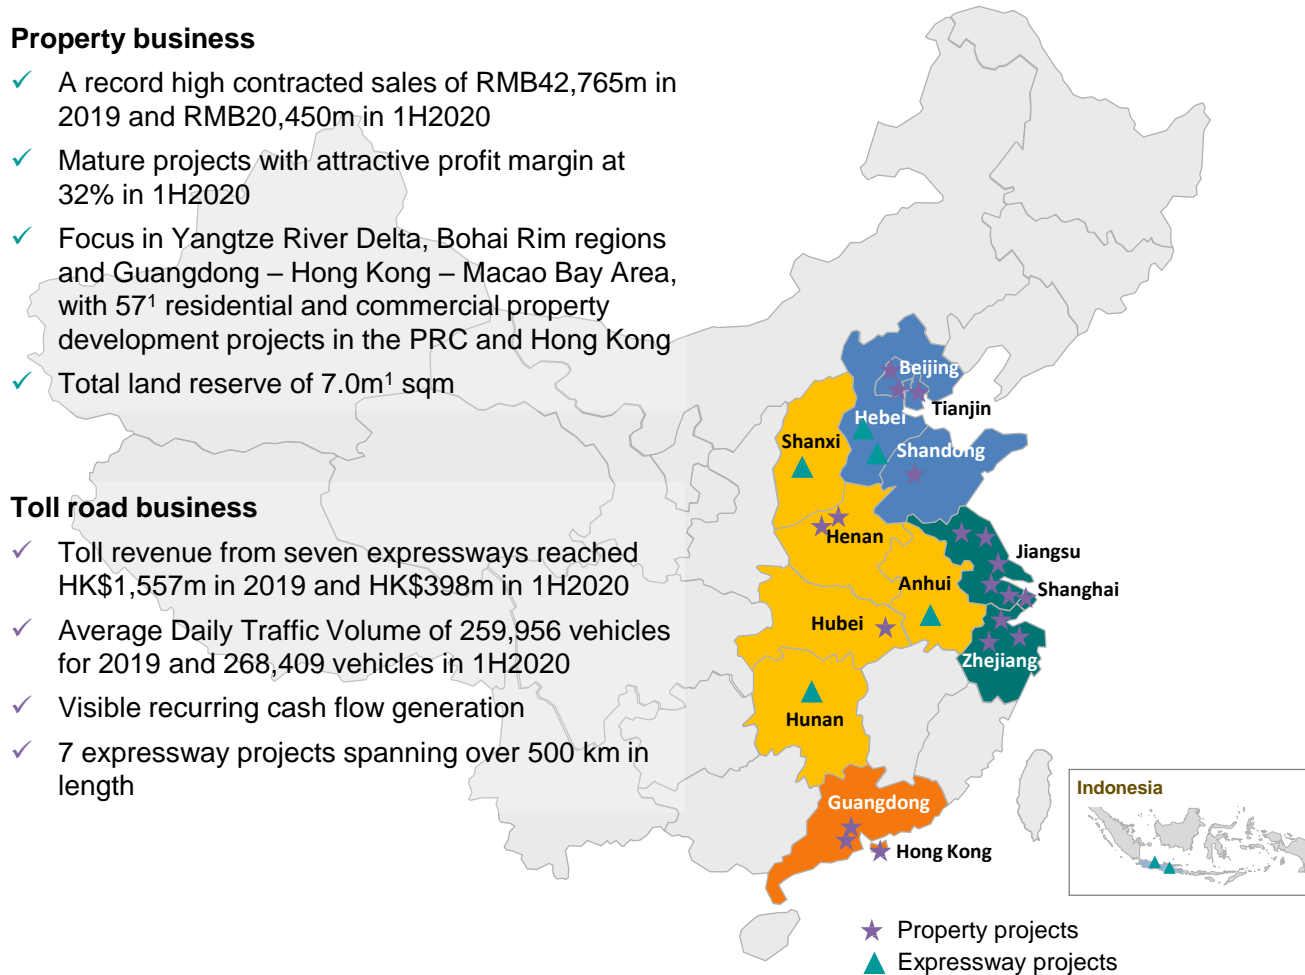 Property business
✓ A record high contracted sales of RMB42,765m in
2019 and RMB20,450m in 1H2020
✓ Mature projects with attractive profit margin at
32% in 1H2020
✓ Focus in Yangtze River Delta, Bohai Rim regions
and Guangdong – Hong Kong – Macao Bay Area,
with 57¹ residential and commercial property
development projects in the PRC and Hong Kong
✓ Total land reserve of 7.0m¹ sqm
Toll road business
✓ Toll revenue from seven expressways reached
HK$1,557m in 2019 and HK$398m in 1H2020
✓ Average Daily Traffic Volume of 259,956 vehicles
for 2019 and 268,409 vehicles in 1H2020
✓ Visible recurring cash flow generation
✓ 7 expressway projects spanning over 500 km in
length
Beijing
Tianjin
Hebei
Shanxi
Shandong
Henan
Jiangsu
Anhui
Shanghai
Hubei
Zhejiang
Hunan
Guangdong
Hong Kong
Indonesia
Property projects
Expressway projects